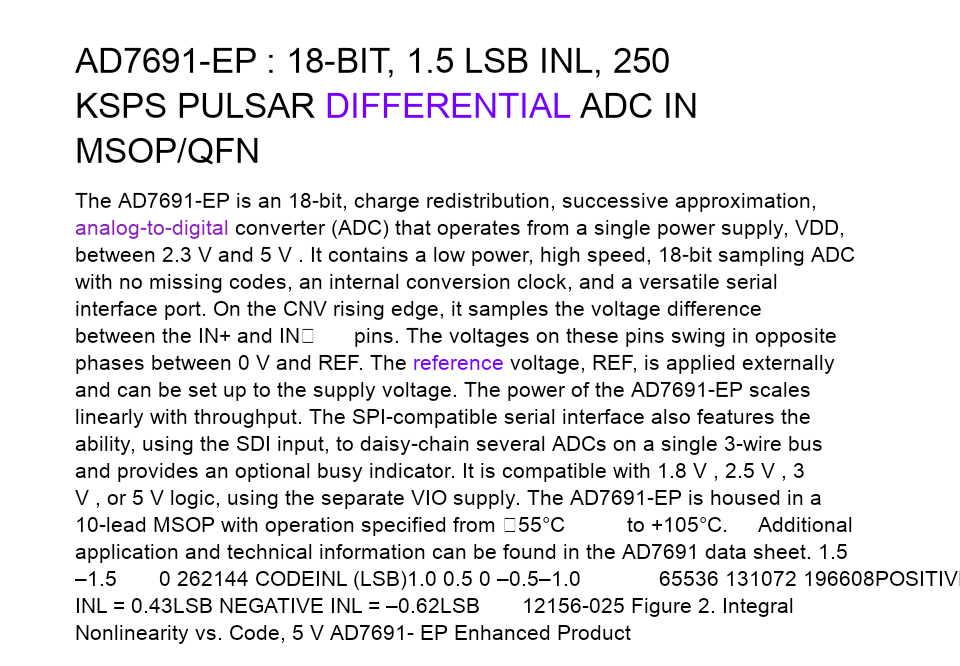 AD7691-EP : 18-BIT, 1.5 LSB INL, 250
KSPS PULSAR DIFFERENTIAL ADC IN
MSOP/QFN
The AD7691-EP is an 18-bit, charge redistribution, successive approximation,
analog-to-digital converter (ADC) that operates from a single power supply, VDD,
between 2.3 V and 5 V . It contains a low power, high speed, 18-bit sampling ADC
with no missing codes, an internal conversion clock, and a versatile serial
interface port. On the CNV rising edge, it samples the voltage difference
between the IN+ and IN□ pins. The voltages on these pins swing in opposite
phases between 0 V and REF. The reference voltage, REF, is applied externally
and can be set up to the supply voltage. The power of the AD7691-EP scales
linearly with throughput. The SPI-compatible serial interface also features the
ability, using the SDI input, to daisy-chain several ADCs on a single 3-wire bus
and provides an optional busy indicator. It is compatible with 1.8 V , 2.5 V , 3
V , or 5 V logic, using the separate VIO supply. The AD7691-EP is housed in a
10-lead MSOP with operation specified from □55°C to +105°C. Additional
application and technical information can be found in the AD7691 data sheet. 1.5
–1.5 0 262144 CODEINL (LSB)1.0 0.5 0 –0.5–1.0 65536 131072 196608POSITIV
INL = 0.43LSB NEGATIVE INL = –0.62LSB 12156-025 Figure 2. Integral
Nonlinearity vs. Code, 5 V AD7691- EP Enhanced Product